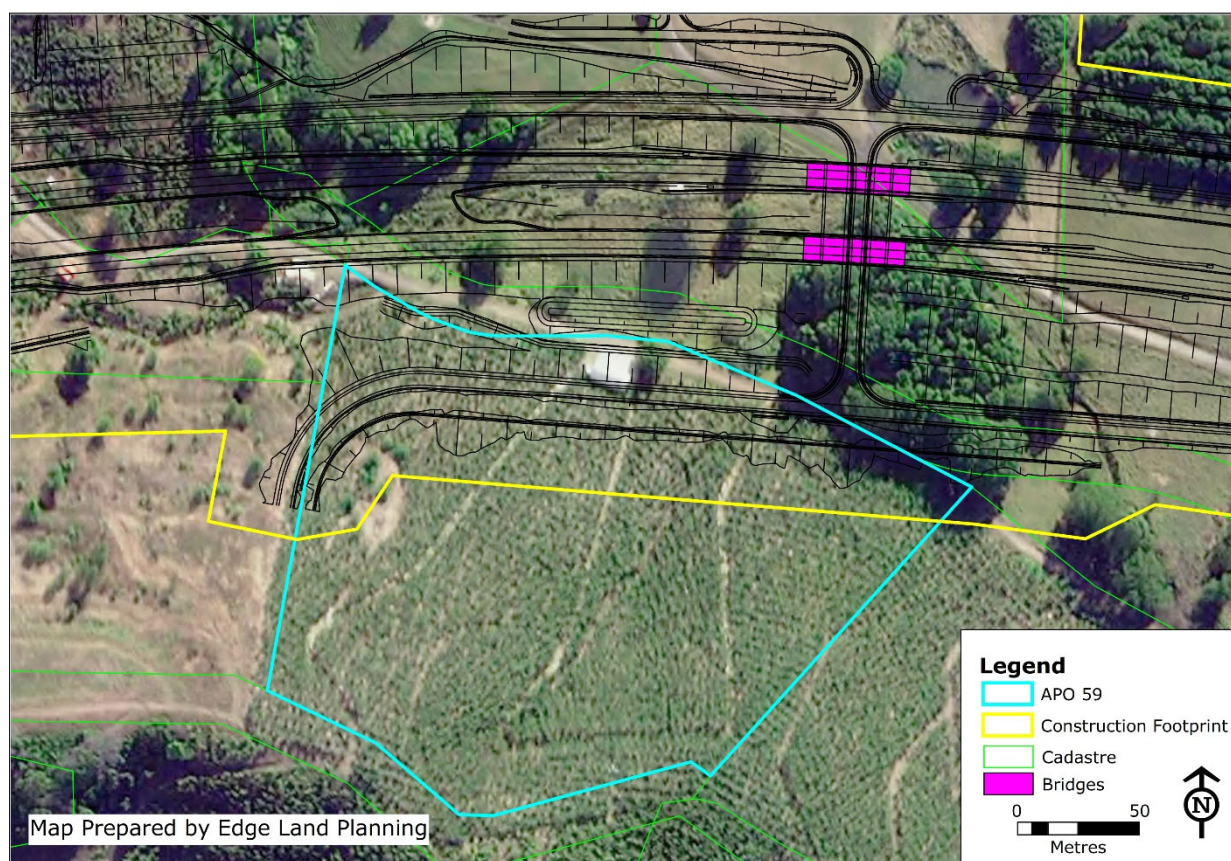 Legend
APO 59
Construction Footprint
Cadastre
Bridges
0 50
Metres
N
Map Prepared by Edge Land Planning